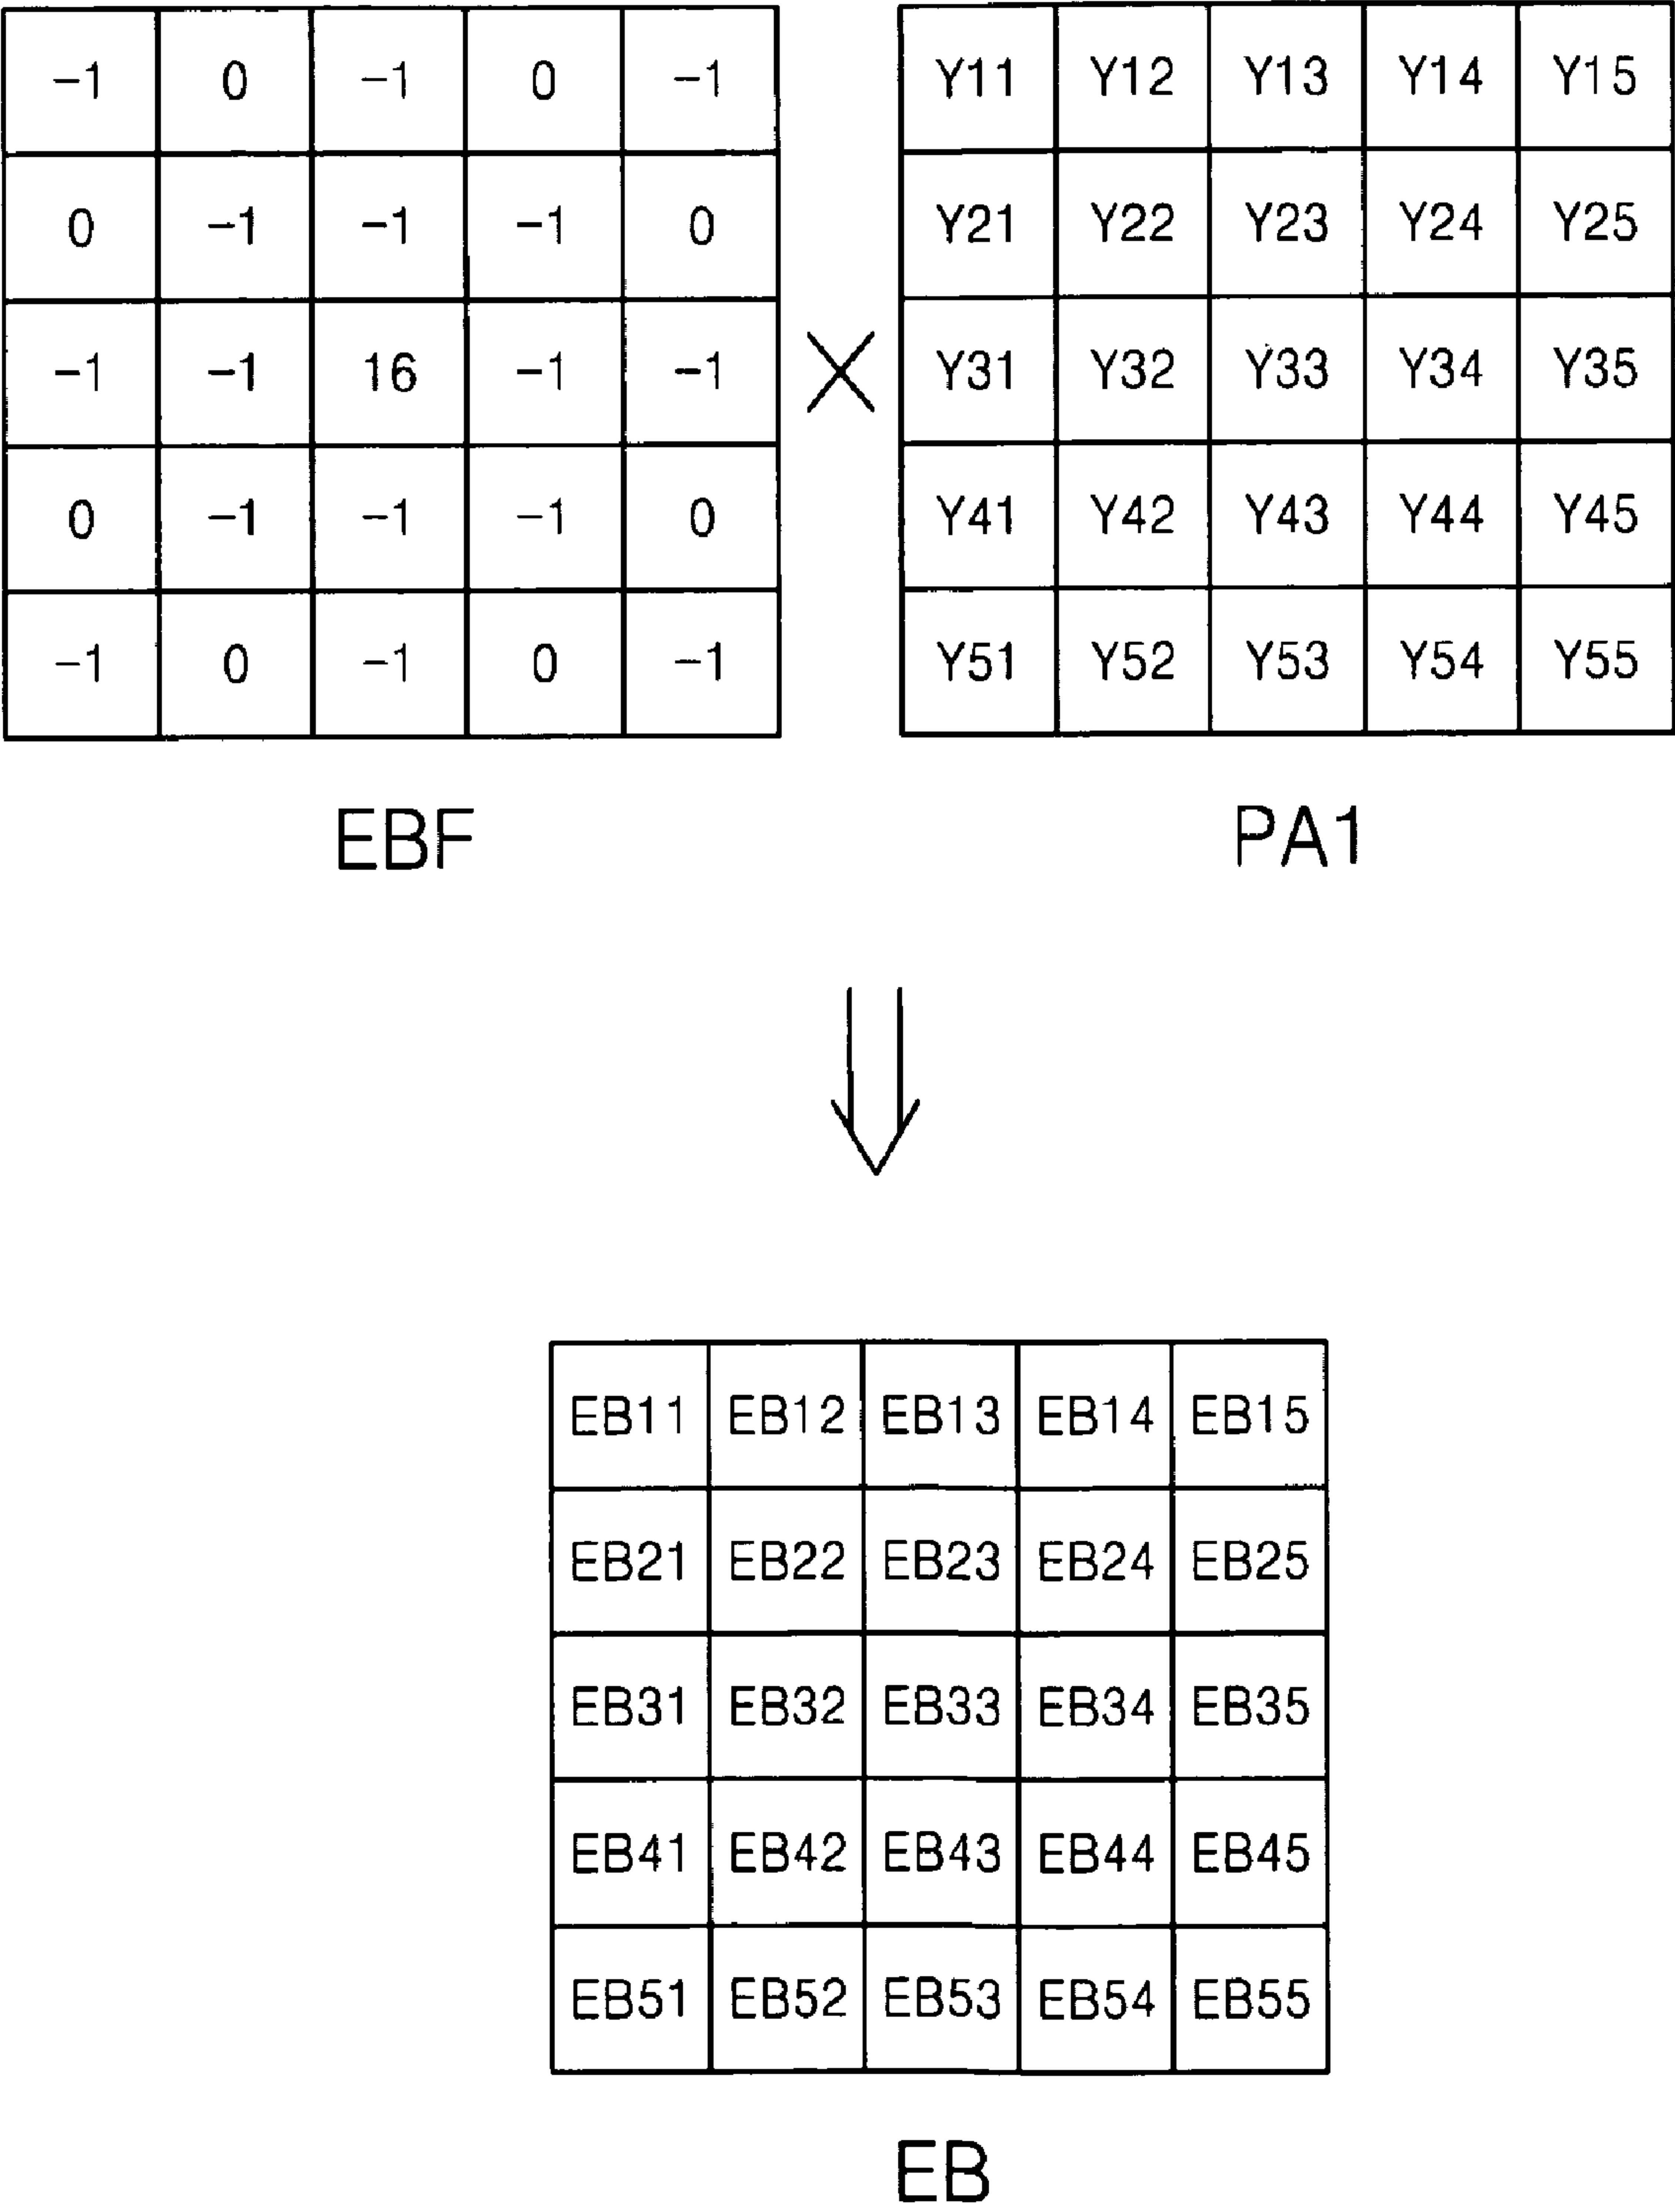 -1 0 -1 0 -1 Y11 Y12 Y13 Y14 Y15
0 -1 -1 -1 0 Y21 Y22 Y23 Y24 Y25
-1 -1 16 -1 -1 × Y31 Y32 Y33 Y34 Y35
0 -1 -1 -1 0 Y41 Y42 Y43 Y44 Y45
-1 0 -1 0 -1 Y51 Y52 Y53 Y54 Y55
EBF PA1
EB11 EB12 EB13 EB14 EB15
EB21 EB22 EB23 EB24 EB25
EB31 EB32 EB33 EB34 EB35
EB41 EB42 EB43 EB44 EB45
EB51 EB52 EB53 EB54 EB55
EB